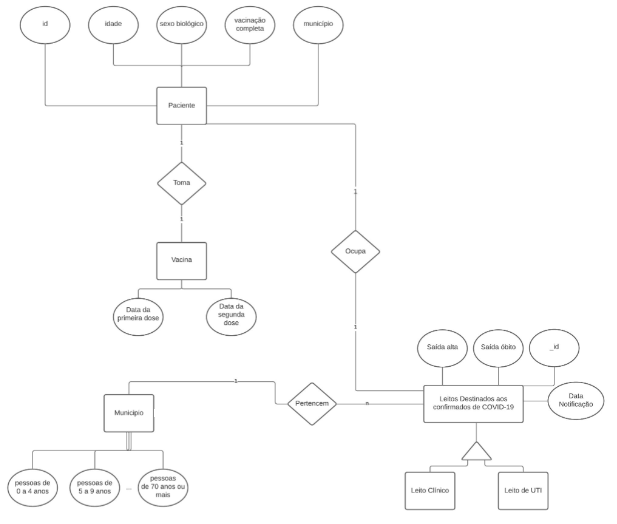 id
idade
sexo biológico
vacinação
completa
município
Paciente
1
Toma
1
1
Vacina
Ocupa
Data da
primeira dose
Data da
segunda
dose
1
Saída alta
Saída óbito
_id
1
Pertencem
n
Leitos Destinados aos
confirmados de COVID-19
Data
Notificação
Município
pessoas de
0 a 4 anos
pessoas de
5 a 9 anos
...
pessoas
de 70 anos ou
mais
Leito Clínico
Leito de UTI